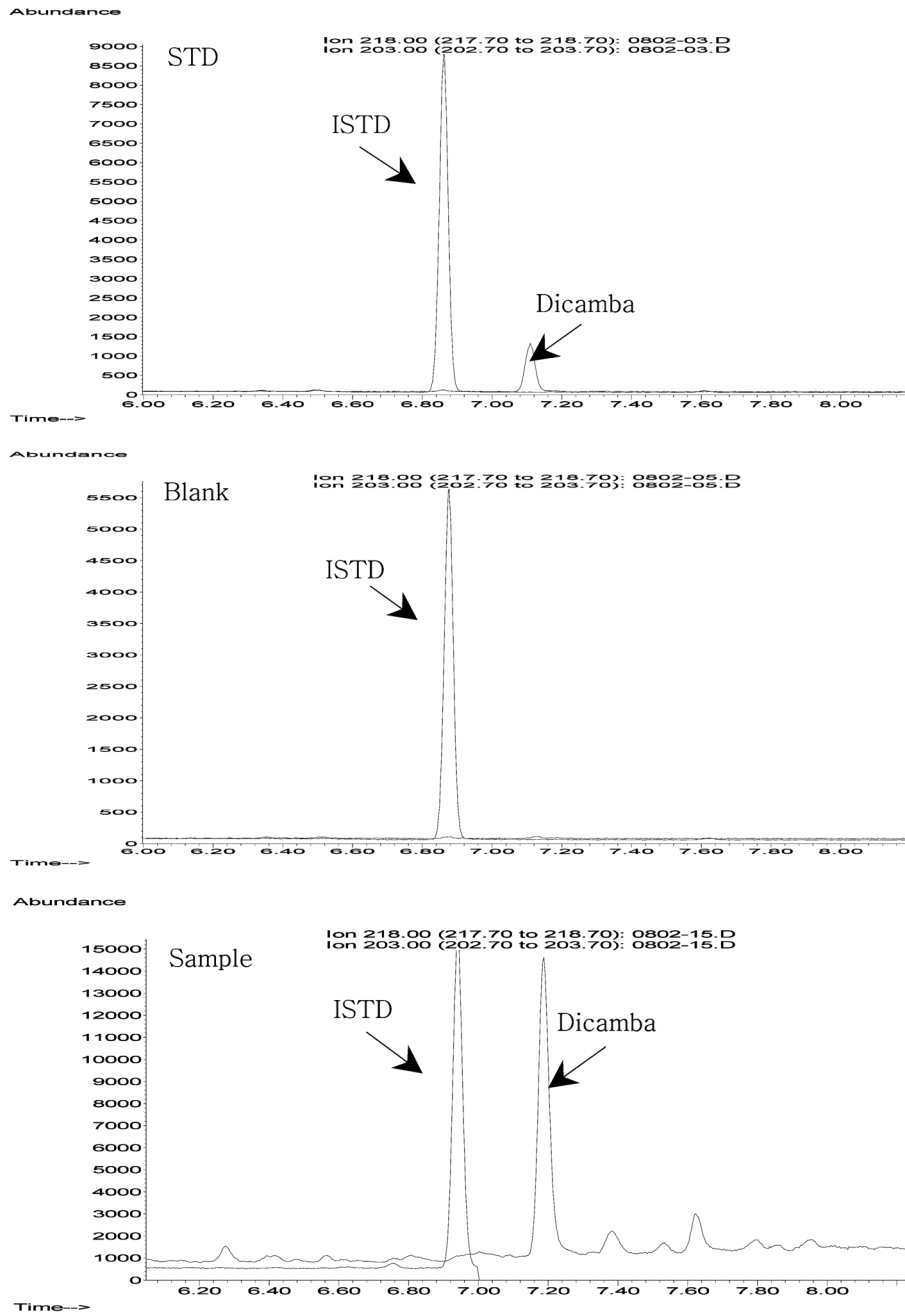 Abundance
Ion 218.00 (217.70 to 218.70): 0802-03.D
Ion 203.00 (202.70 to 203.70): 0802-03.D
STD
9000
8500
8000
7500
7000
6500
6000
5500
5000
4500
4000
3500
3000
2500
2000
1500
1000
500
0
ISTD
Dicamba
6.00 6.20 6.40 6.60 6.80 7.00 7.20 7.40 7.60 7.80 8.00
Time-->
Abundance
Ion 218.00 (217.70 to 218.70): 0802-05.D
Ion 203.00 (202.70 to 203.70): 0802-05.D
Blank
5500
5000
4500
4000
3500
3000
2500
2000
1500
1000
500
0
ISTD
6.00 6.20 6.40 6.60 6.80 7.00 7.20 7.40 7.60 7.80 8.00
Time-->
Abundance
Ion 218.00 (217.70 to 218.70): 0802-15.D
Ion 203.00 (202.70 to 203.70): 0802-15.D
Sample
15000
14000
13000
12000
11000
10000
9000
8000
7000
6000
5000
4000
3000
2000
1000
0
ISTD
Dicamba
6.20 6.40 6.60 6.80 7.00 7.20 7.40 7.60 7.80 8.00
Time-->